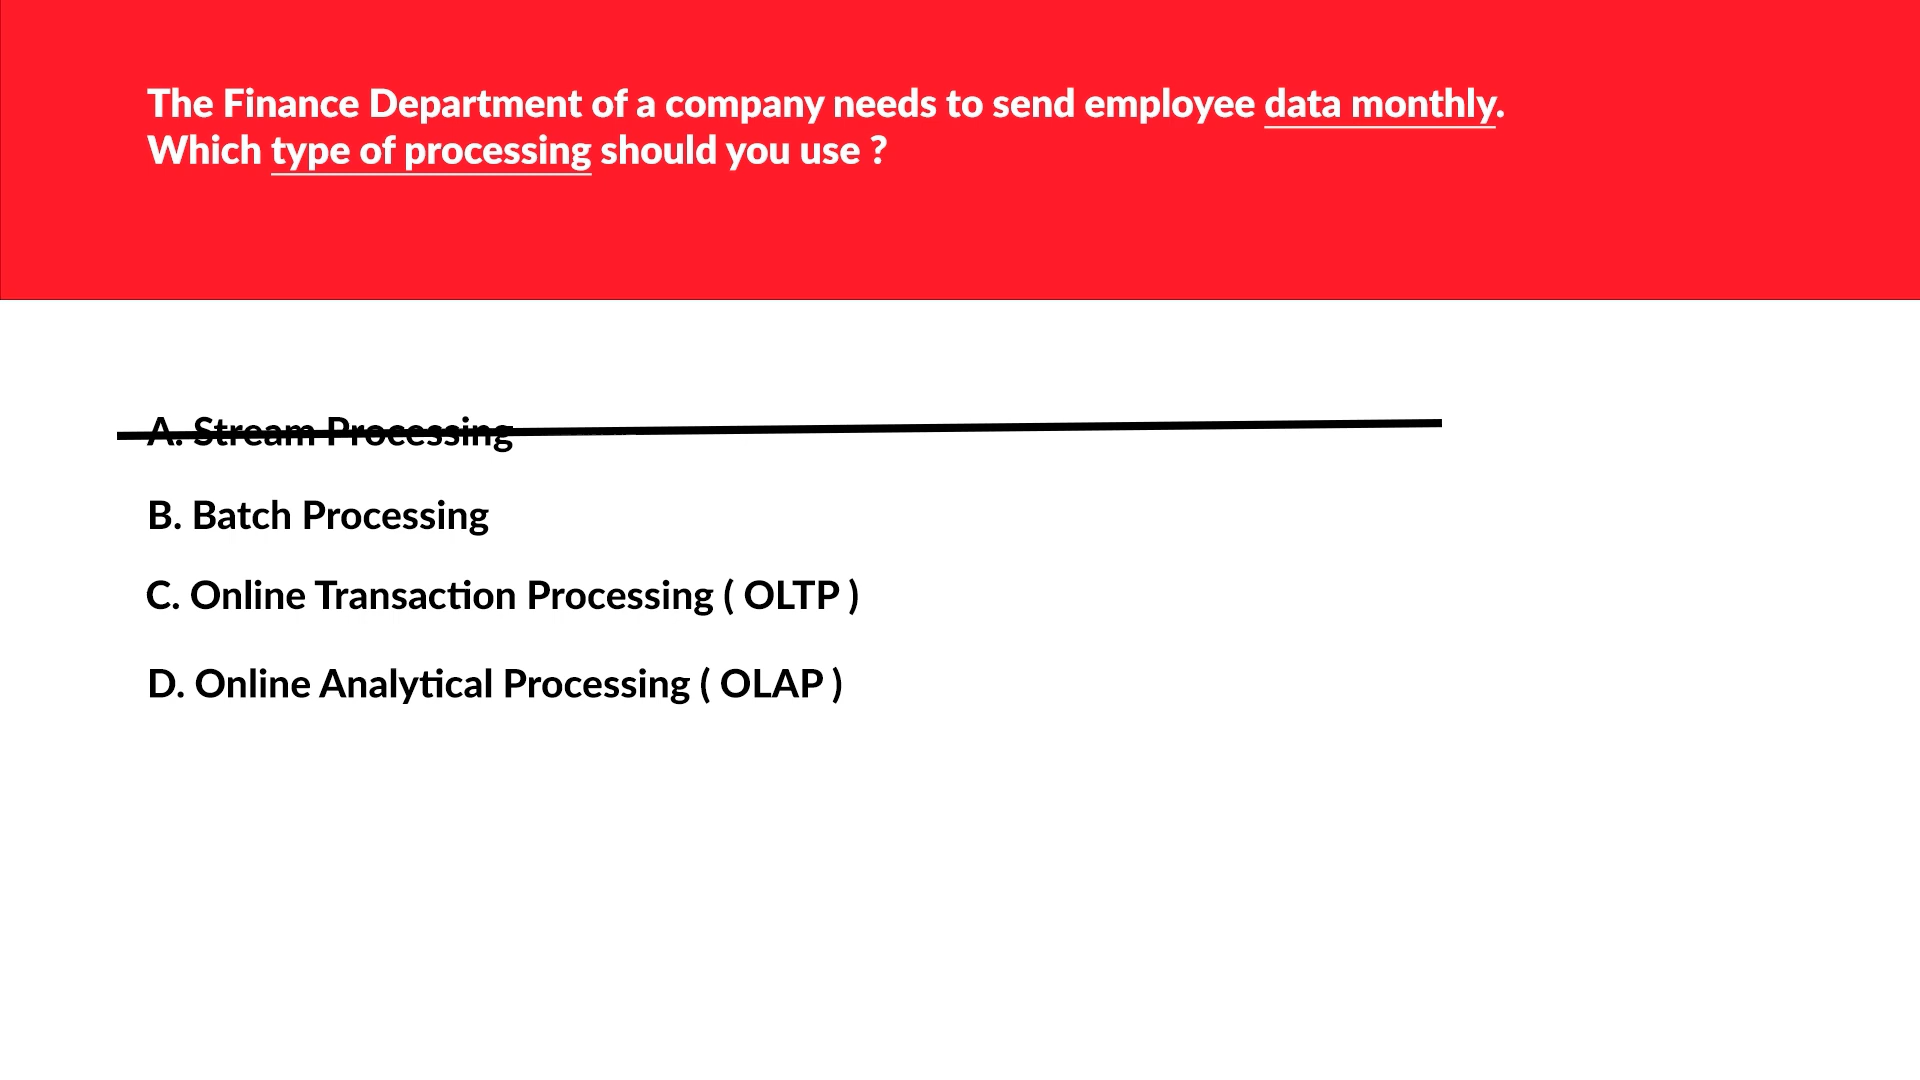 The Finance Department of a company needs to send employee data monthly.
Which type of processing should you use ?
A. Stream Processing
B. Batch Processing
C. Online Transaction Processing ( OLTP )
D. Online Analytical Processing ( OLAP )